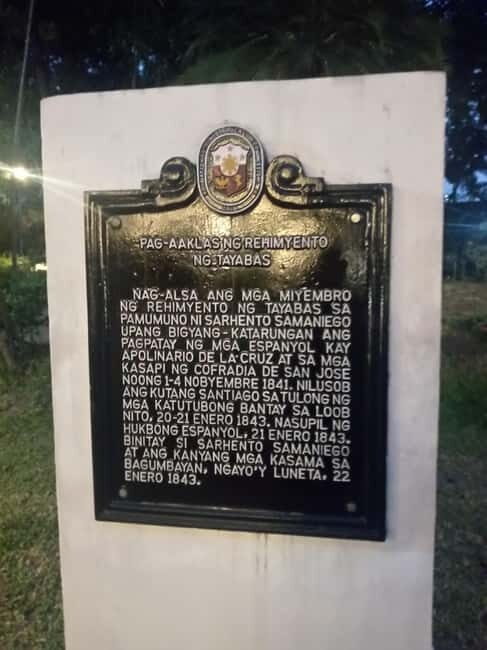 PAG-AAKLAS NG REHIMYENTO
NG TAYABAS
NAG-ALSA ANG MGA MIYEMBRO
NG REHIMYENTO NG TAYABAS SA
PAMUMUNO NI SARHENTO SAMANIEGO
UPANG BIGYANG-KATARUNGAN ANG
PAGPATAY NG MGA ESPANYOL KAY
APOLINARIO DE LA CRUZ AT SA MGA
KASAPI NG COFRADIA DE SAN JOSE
NOONG 1-4 NOBYEMBRE 1841. NILUSOB
ANG KUTANG SANTIAGO SA TULONG NG
MGA KATUTUBONG BANTAY SA LOOB
NITO, 20-21 ENERO 1843. NASUPIL NG
HUKBONG ESPANYOL, 21 ENERO 1843.
BINITAY SI SARHENTO SAMANIEGO
AT ANG KANYANG MGA KASAMA SA
BAGUMBAYAN, NGAYO'Y LUNETA, 22
ENERO 1843.